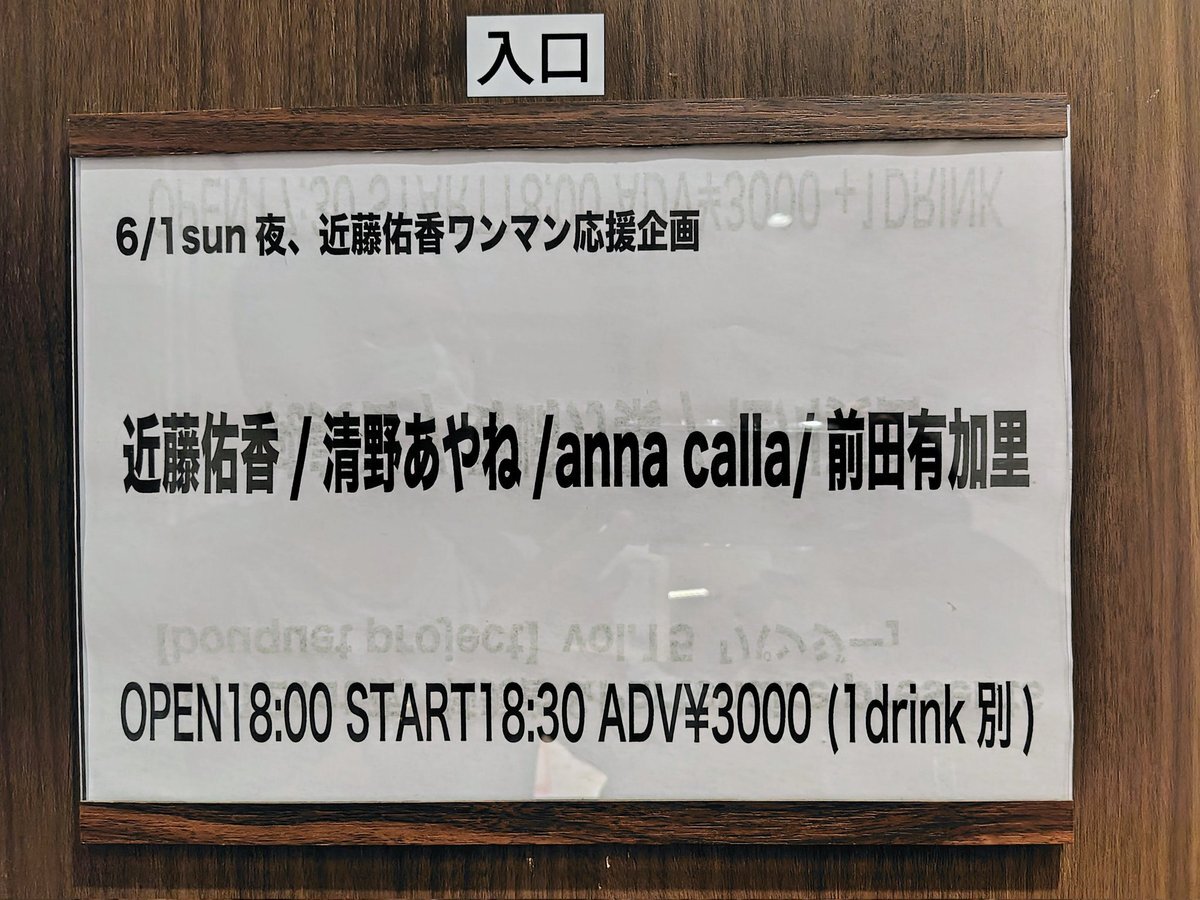 入口
6/1sun 夜、近藤佑香ワンマン応援企画
近藤佑香 / 清野あやね /anna calla/ 前田有加里
OPEN18:00 START18:30 ADV¥3000 (1drink 別 )